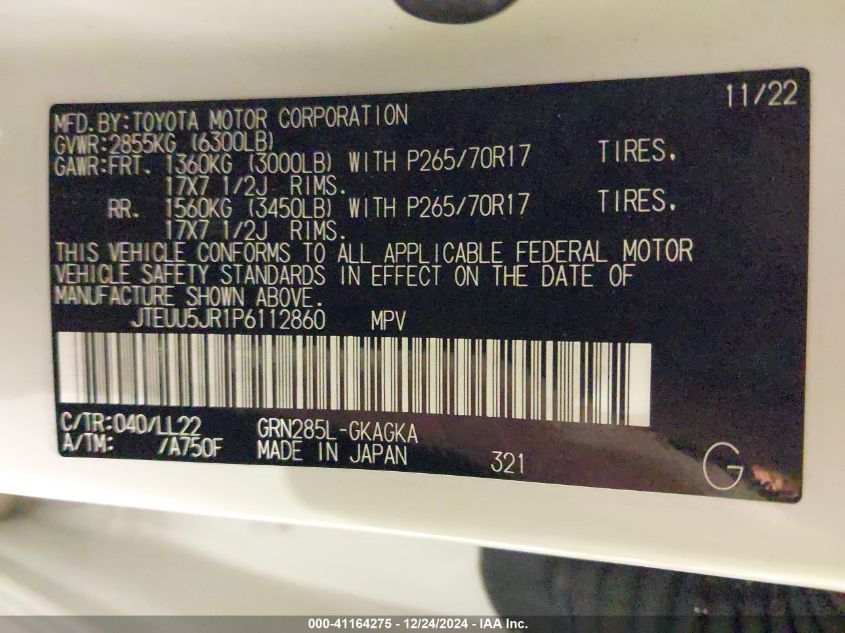 11/22
MFD.BY:TOYOTA MOTOR CORPORATION
GVWR:2855KG (6300LB)
GAWR:FRT. 1360KG (3000LB) WITH P265/70R17 TIRES.
17X7 1/2J RIMS.
RR. 1560KG (3450LB) WITH P265/70R17 TIRES.
17X7 1/2J RIMS.
THIS VEHICLE CONFORMS TO ALL APPLICABLE FEDERAL MOTOR
VEHICLE SAFETY STANDARDS IN EFFECT ON THE DATE OF
MANUFACTURE SHOWN ABOVE.
JTEUU5JR1P6112860 MPV
C/TR:040/LL22 GRN285L-GKAGKA
A/TM: /A750F MADE IN JAPAN 321 G
000-41164275 - 12/24/2024 - IAA Inc.